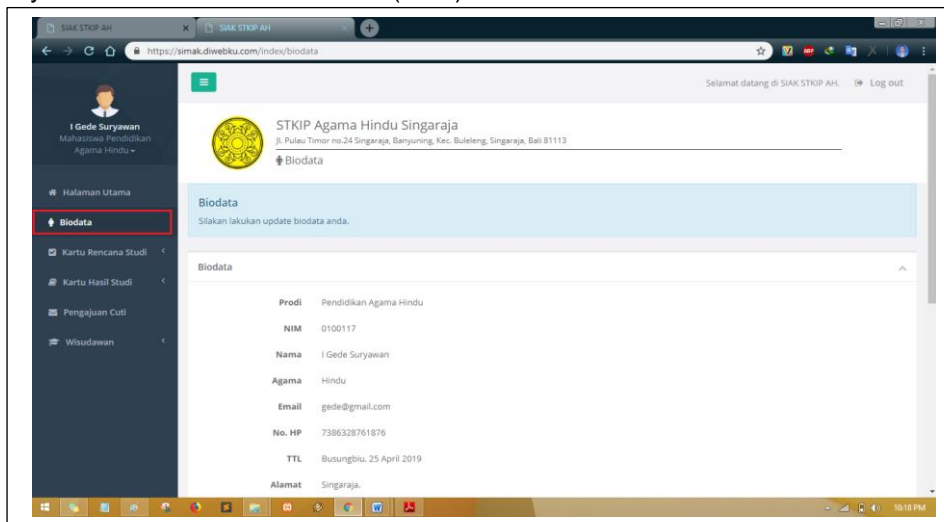 SIAK STKIP AH
SIAK STKIP AH
https://simak.diwebku.com/index/biodata
I Gede Suryawan
Mahasiswa Pendidikan
Agama Hindu
Halaman Utama
Biodata
Kartu Rencana Studi
Kartu Hasil Studi
Pengajuan Cuti
Wisudawan
Selamat datang di SIAK STKIP AH.
Log out
STKIP Agama Hindu Singaraja
Jl. Pulau Timor no.24 Singaraja, Banyuning, Kec. Buleleng, Singaraja, Bali 81113
Biodata
Biodata
Silakan lakukan update biodata anda.
Biodata
Prodi Pendidikan Agama Hindu
NIM 0100117
Nama I Gede Suryawan
Agama Hindu
Email gede@gmail.com
No. HP 7386328761876
TTL Busungbiu, 25 April 2019
Alamat Singaraja.
10:18 PM